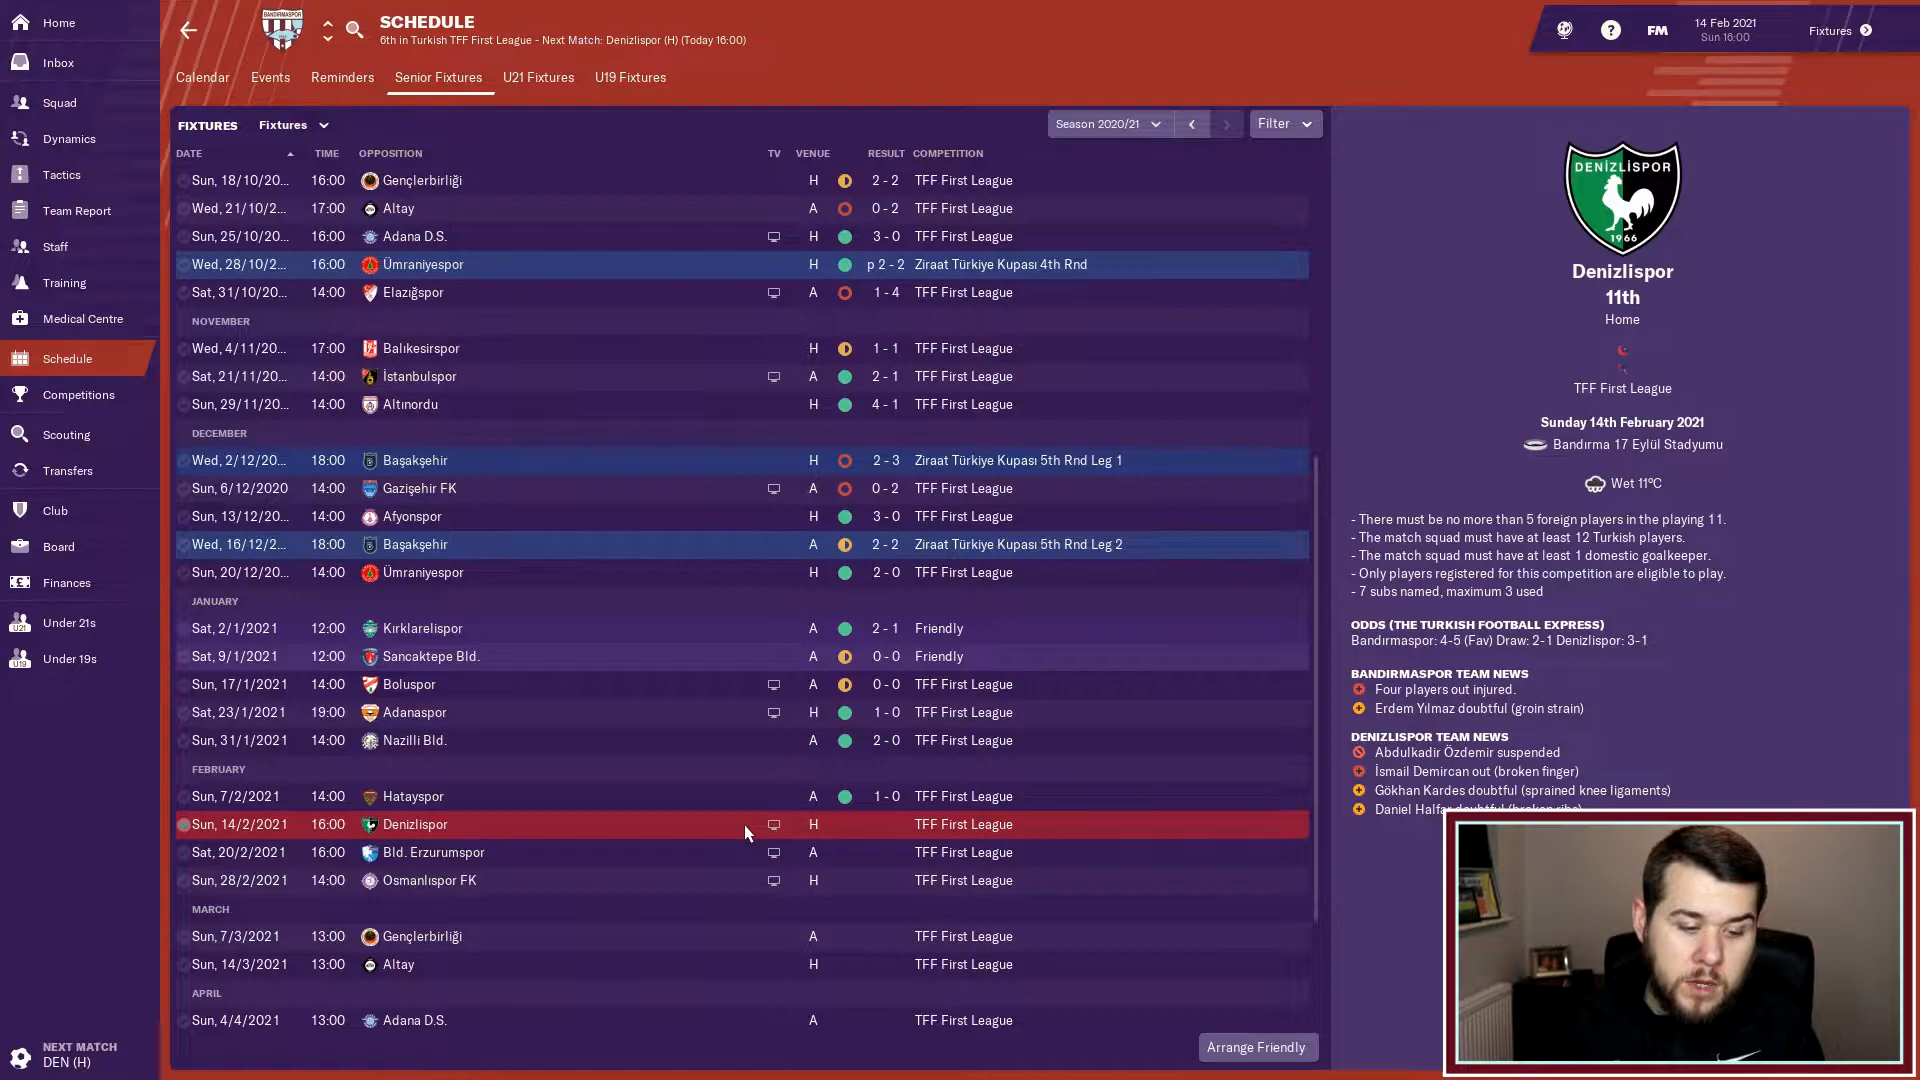 Home
Inbox
Squad
Dynamics
Tactics
Team Report
Staff
Training
Medical Centre
Schedule
Competitions
Scouting
Transfers
Club
Board
Finances
U21 Under 21s
U19 Under 19s
NEXT MATCH
DEN (H)
BANDIRMASPOR
SCHEDULE
6th in Turkish TFF First League - Next Match: Denizlispor (H) (Today 16:00)
? FM
14 Feb 2021
Sun 16:00
Fixtures
Calendar Events Reminders Senior Fixtures U21 Fixtures U19 Fixtures
FIXTURES Fixtures Season 2020/21 Filter
DATE TIME OPPOSITION TV VENUE RESULT COMPETITION
Sun, 18/10/20... 16:00 Gençlerbirliği H 2 - 2 TFF First League
Wed, 21/10/2... 17:00 Altay A 0 - 2 TFF First League
Sun, 25/10/20... 16:00 Adana D.S. H 3 - 0 TFF First League
Wed, 28/10/2... 16:00 Ümraniyespor H p 2 - 2 Ziraat Türkiye Kupası 4th Rnd
Sat, 31/10/20... 14:00 Elazığspor A 1 - 4 TFF First League
NOVEMBER
Wed, 4/11/20... 17:00 Balıkesirspor H 1 - 1 TFF First League
Sat, 21/11/20... 14:00 İstanbulspor A 2 - 1 TFF First League
Sun, 29/11/20... 14:00 Altınordu H 4 - 1 TFF First League
DECEMBER
Wed, 2/12/20... 18:00 Başakşehir H 2 - 3 Ziraat Türkiye Kupası 5th Rnd Leg 1
Sun, 6/12/2020 14:00 Gazişehir FK A 0 - 2 TFF First League
Sun, 13/12/20... 14:00 Afyonspor H 3 - 0 TFF First League
Wed, 16/12/2... 18:00 Başakşehir A 2 - 2 Ziraat Türkiye Kupası 5th Rnd Leg 2
Sun, 20/12/20... 14:00 Ümraniyespor H 2 - 0 TFF First League
JANUARY
Sat, 2/1/2021 12:00 Kırklarelispor A 2 - 1 Friendly
Sat, 9/1/2021 12:00 Sancaktepe Bld. A 0 - 0 Friendly
Sun, 17/1/2021 14:00 Boluspor A 0 - 0 TFF First League
Sat, 23/1/2021 19:00 Adanaspor H 1 - 0 TFF First League
Sun, 31/1/2021 14:00 Nazilli Bld. A 2 - 0 TFF First League
FEBRUARY
Sun, 7/2/2021 14:00 Hatayspor A 1 - 0 TFF First League
Sun, 14/2/2021 16:00 Denizlispor H TFF First League
Sat, 20/2/2021 16:00 Bld. Erzurumspor A TFF First League
Sun, 28/2/2021 14:00 Osmanlıspor FK H TFF First League
MARCH
Sun, 7/3/2021 13:00 Gençlerbirliği A TFF First League
Sun, 14/3/2021 13:00 Altay H TFF First League
APRIL
Sun, 4/4/2021 13:00 Adana D.S. A TFF First League
Arrange Friendly
DENİZLİSPOR
1966
Denizlispor
11th
Home
TFF First League
Sunday 14th February 2021
Bandırma 17 Eylül Stadyumu
Wet 11ºC
- There must be no more than 5 foreign players in the playing 11.
- The match squad must have at least 12 Turkish players.
- The match squad must have at least 1 domestic goalkeeper.
- Only players registered for this competition are eligible to play.
- 7 subs named, maximum 3 used
ODDS (THE TURKISH FOOTBALL EXPRESS)
Bandırmaspor: 4-5 (Fav) Draw: 2-1 Denizlispor: 3-1
BANDIRMASPOR TEAM NEWS
Four players out injured.
Erdem Yılmaz doubtful (groin strain)
DENIZLISPOR TEAM NEWS
Abdulkadir Özdemir suspended
İsmail Demircan out (broken finger)
Gökhan Kardes doubtful (sprained knee ligaments)
Daniel Halfar doubtful (broken ribs)